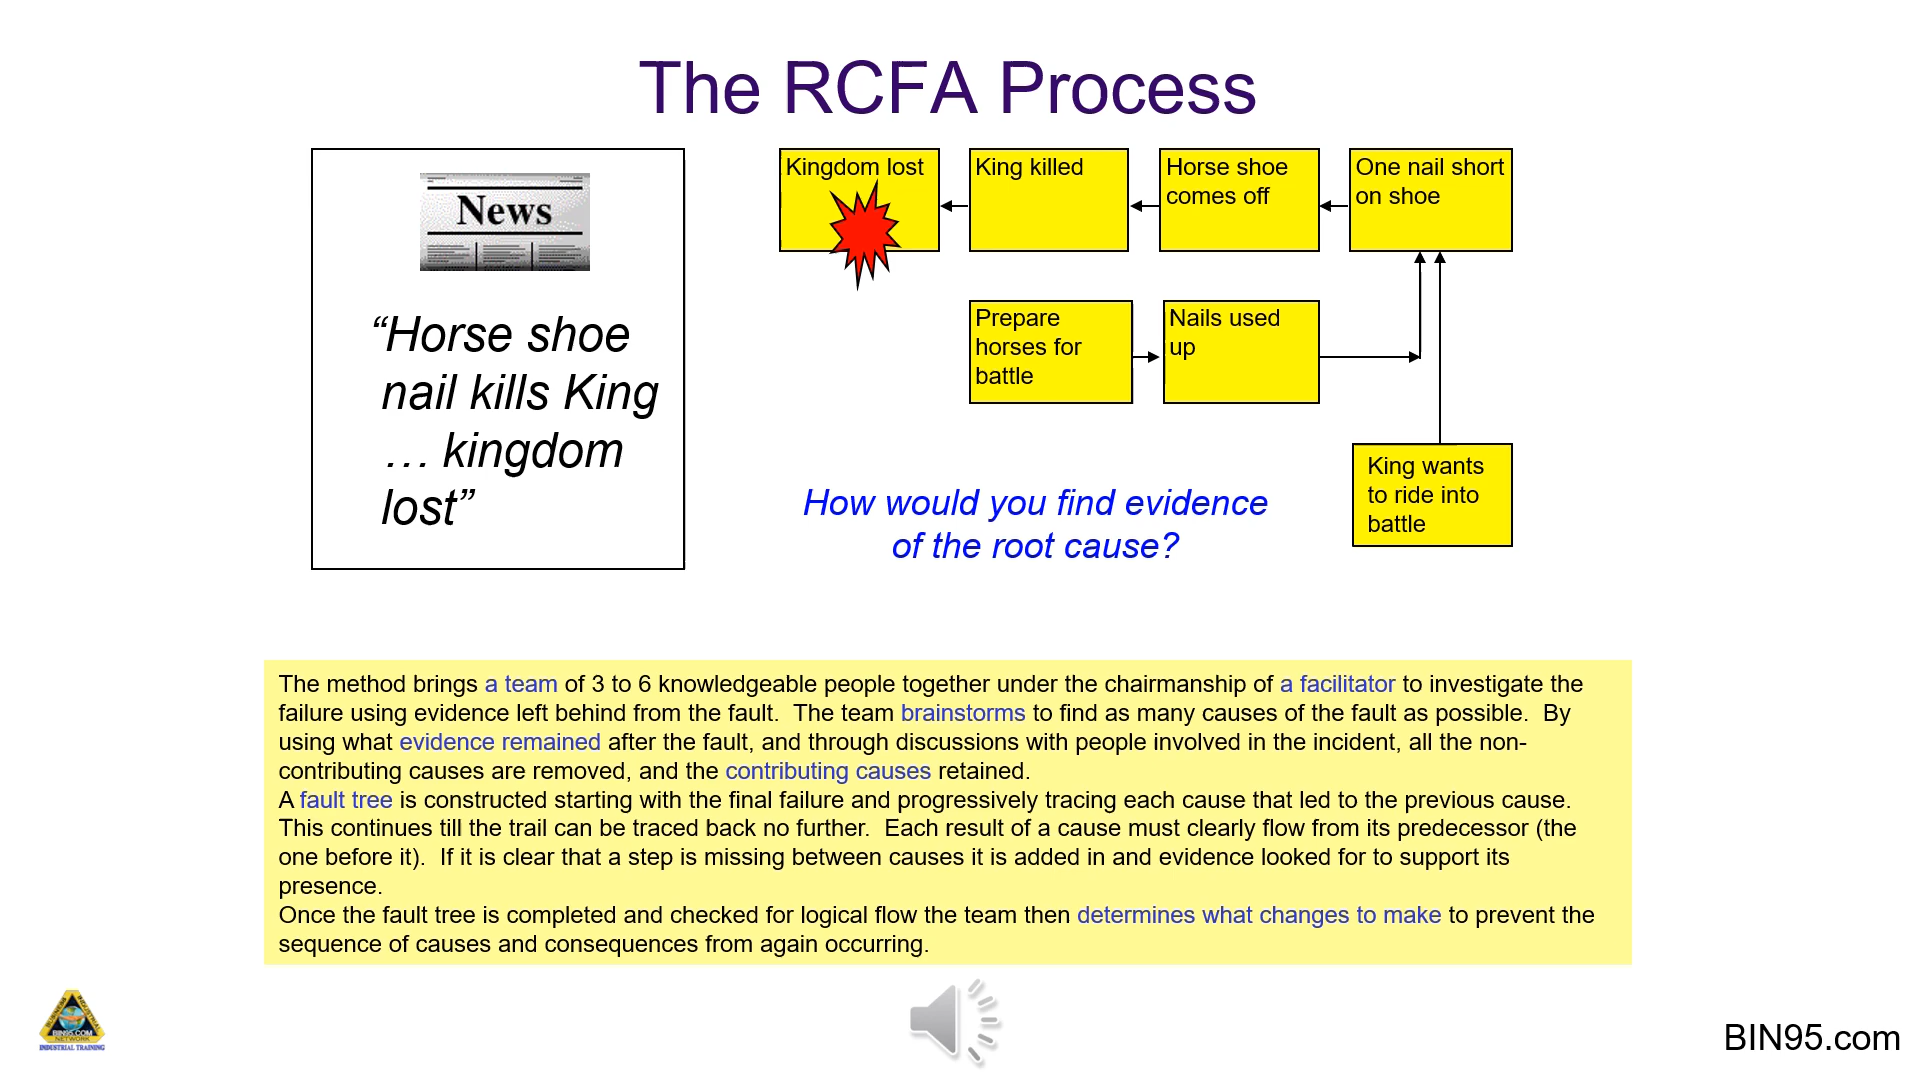 The RCFA Process
News
“Horse shoe
nail kills King
… kingdom
lost”
Kingdom lost
King killed
Horse shoe
comes off
One nail short
on shoe
Prepare
horses for
battle
Nails used
up
King wants
to ride into
battle
How would you find evidence
of the root cause?
The method brings a team of 3 to 6 knowledgeable people together under the chairmanship of a facilitator to investigate the
failure using evidence left behind from the fault.  The team brainstorms to find as many causes of the fault as possible.  By
using what evidence remained after the fault, and through discussions with people involved in the incident, all the non-
contributing causes are removed, and the contributing causes retained.
A fault tree is constructed starting with the final failure and progressively tracing each cause that led to the previous cause.
This continues till the trail can be traced back no further.  Each result of a cause must clearly flow from its predecessor (the
one before it).  If it is clear that a step is missing between causes it is added in and evidence looked for to support its
presence.
Once the fault tree is completed and checked for logical flow the team then determines what changes to make to prevent the
sequence of causes and consequences from again occurring.
BUSINESS INDUSTRIAL
BIN95.COM
NETWORK
INDUSTRIAL TRAINING
BIN95.com